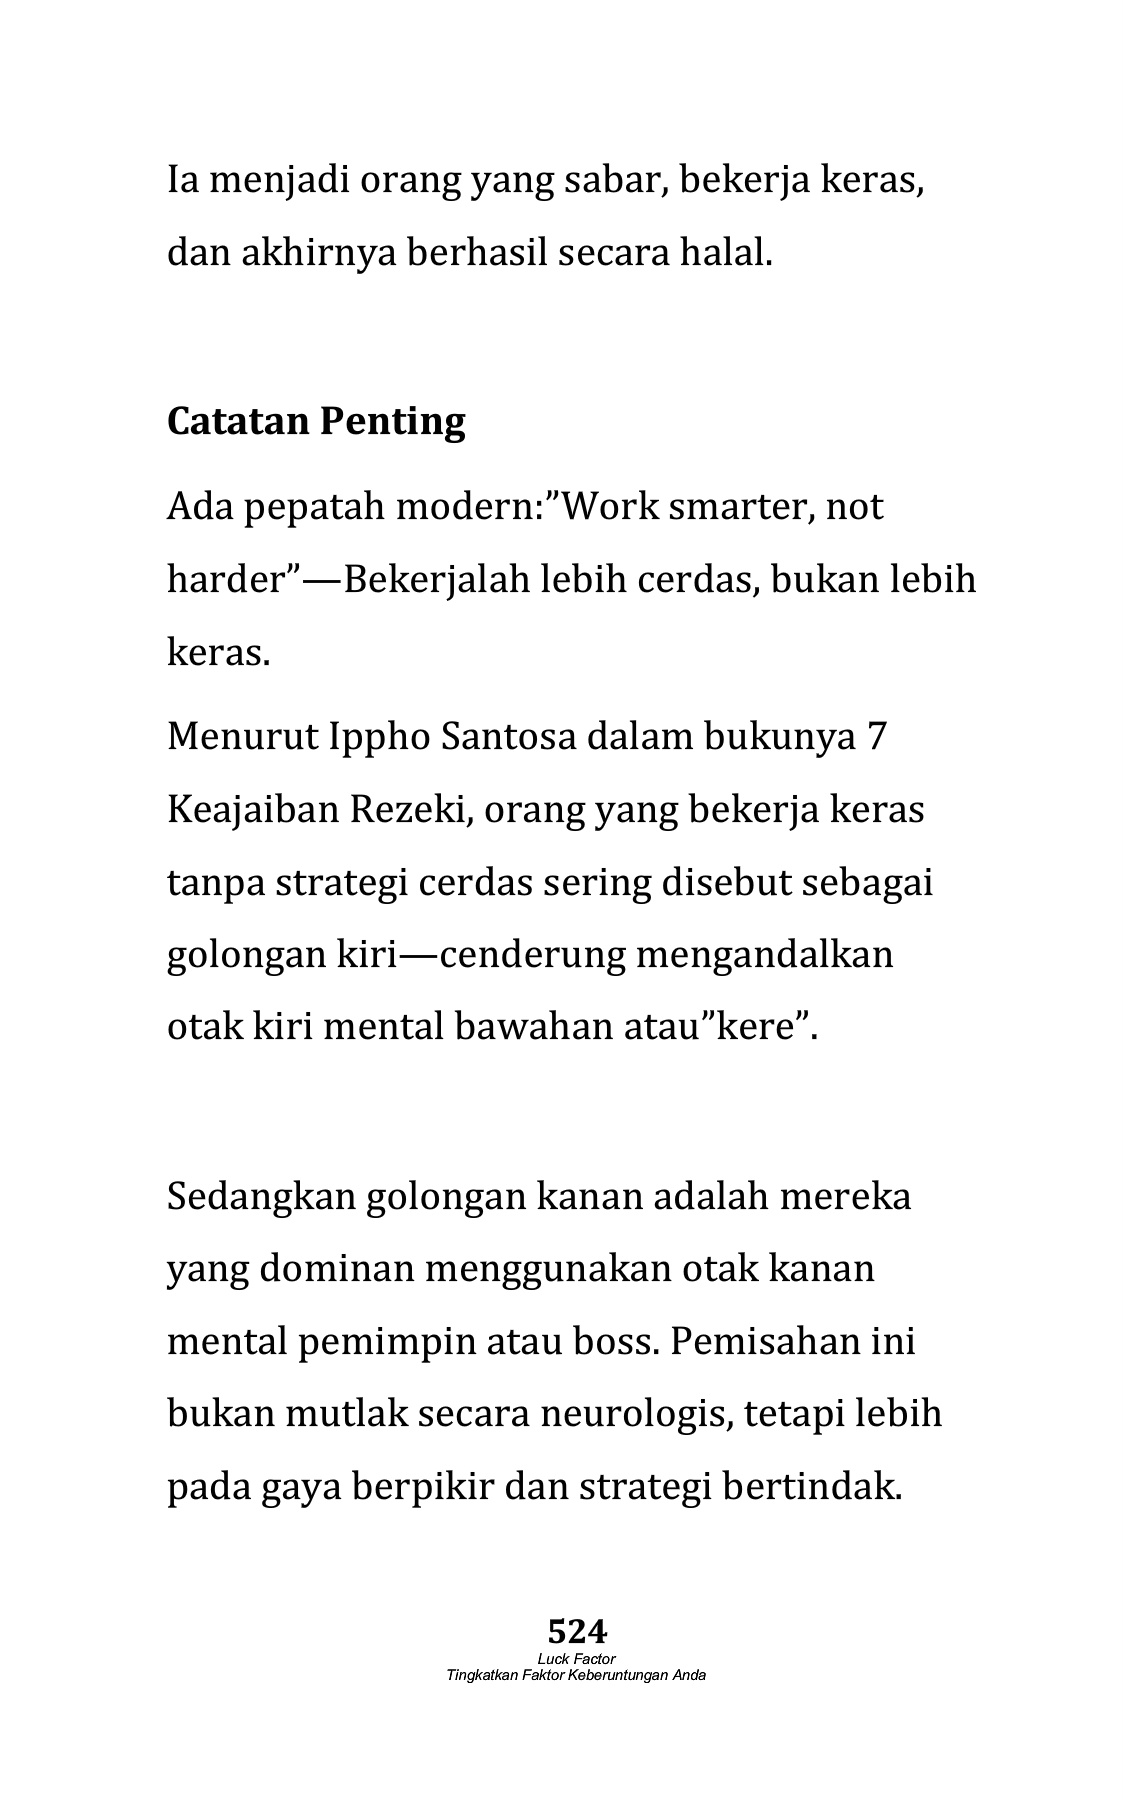 Ia menjadi orang yang sabar, bekerja keras,
dan akhirnya berhasil secara halal.
Catatan Penting
Ada pepatah modern:”Work smarter, not
harder”—Bekerjalah lebih cerdas, bukan lebih
keras.
Menurut Ippho Santosa dalam bukunya 7
Keajaiban Rezeki, orang yang bekerja keras
tanpa strategi cerdas sering disebut sebagai
golongan kiri—cenderung mengandalkan
otak kiri mental bawahan atau”kere”.
Sedangkan golongan kanan adalah mereka
yang dominan menggunakan otak kanan
mental pemimpin atau boss. Pemisahan ini
bukan mutlak secara neurologis, tetapi lebih
pada gaya berpikir dan strategi bertindak.
524
Luck Factor
Tingkatkan Faktor Keberuntungan Anda